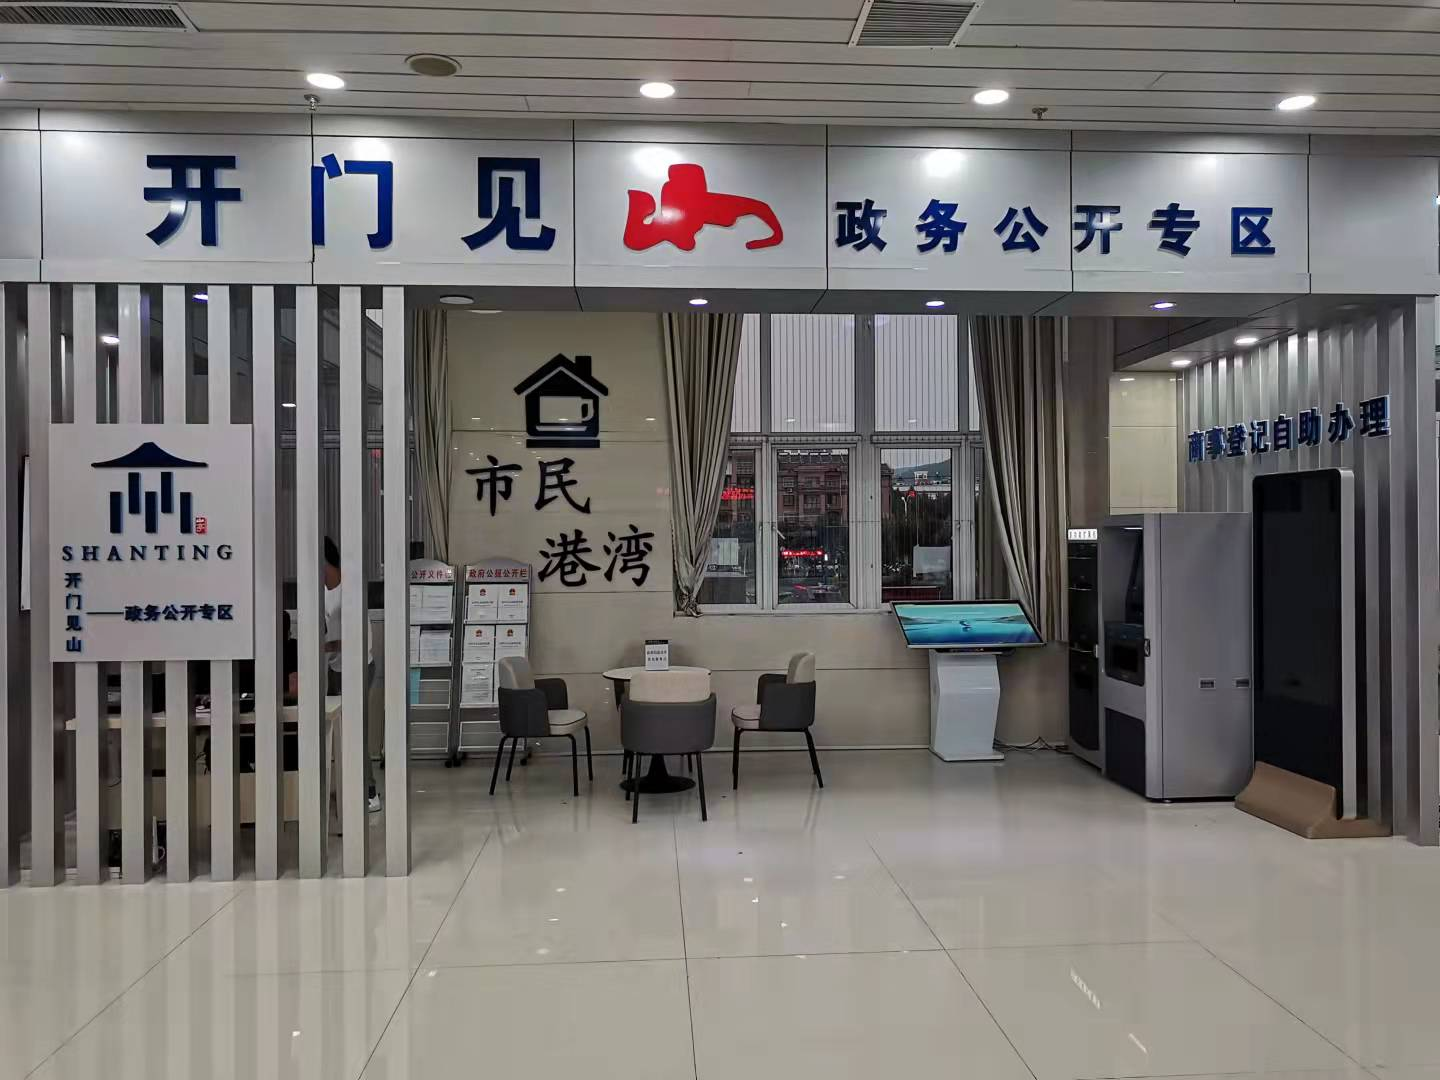 开门见山 政务公开专区
商事登记自助办理
市民
港湾
SHANTING
开门见山
——政务公开专区
公开文件
政府公报公开栏